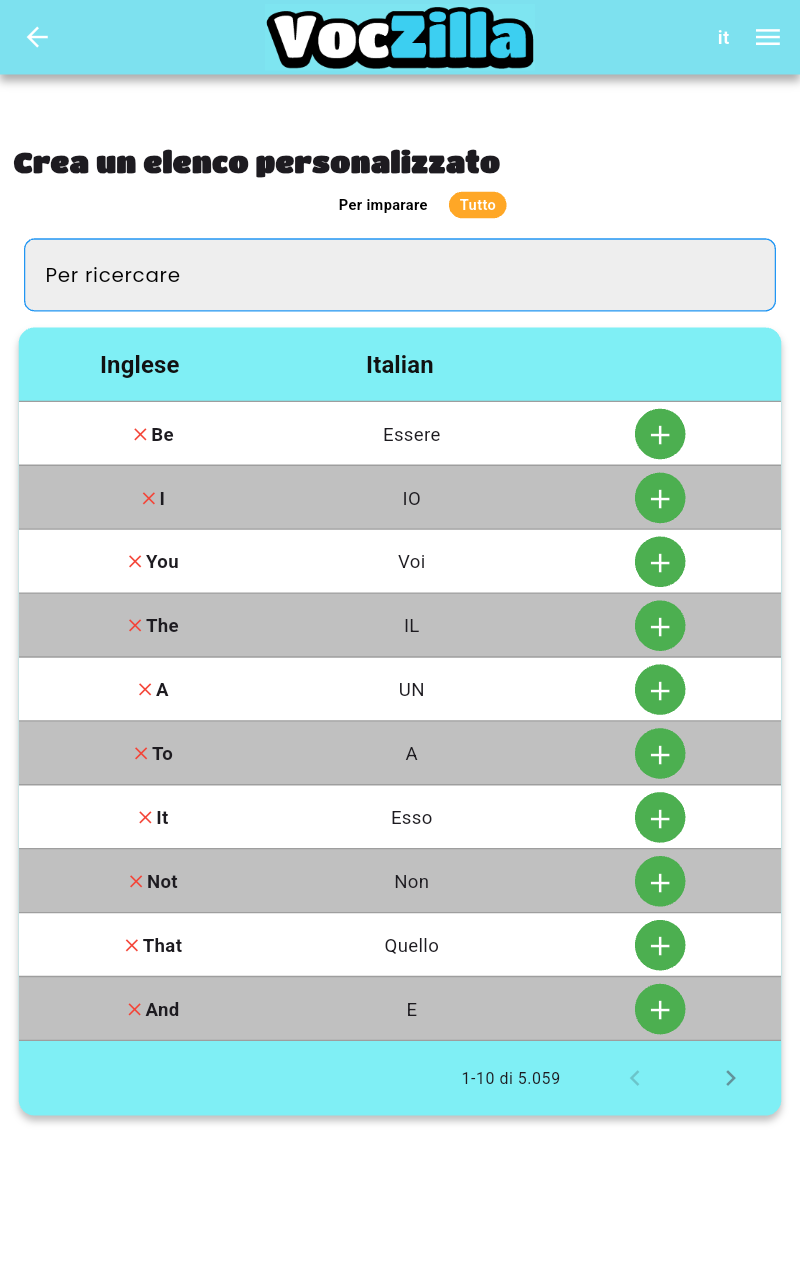 VocZilla
it
Crea un elenco personalizzato
Per imparare Tutto
Per ricercare
Inglese Italian
Be Essere
I IO
You Voi
The IL
A UN
To A
It Esso
Not Non
That Quello
And E
1-10 di 5.059